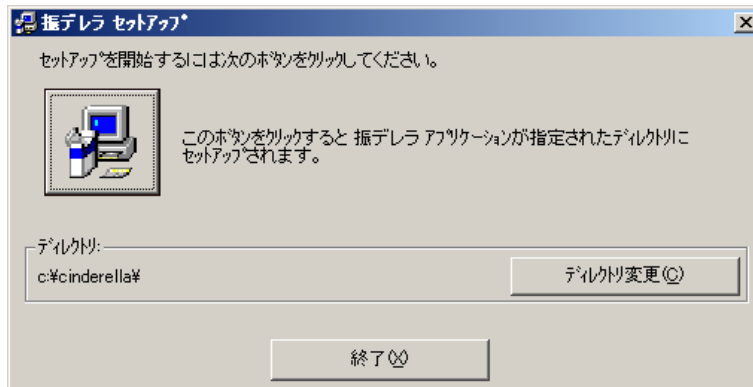 振デレラ セットアップ
セットアップを開始するには次のボタンをクリックしてください。
このボタンをクリックすると 振デレラ アプリケーションが指定されたディレクトリに
セットアップされます。
ディレクトリ:
c:¥cinderella¥
ディレクトリ変更(C)
終了(X)